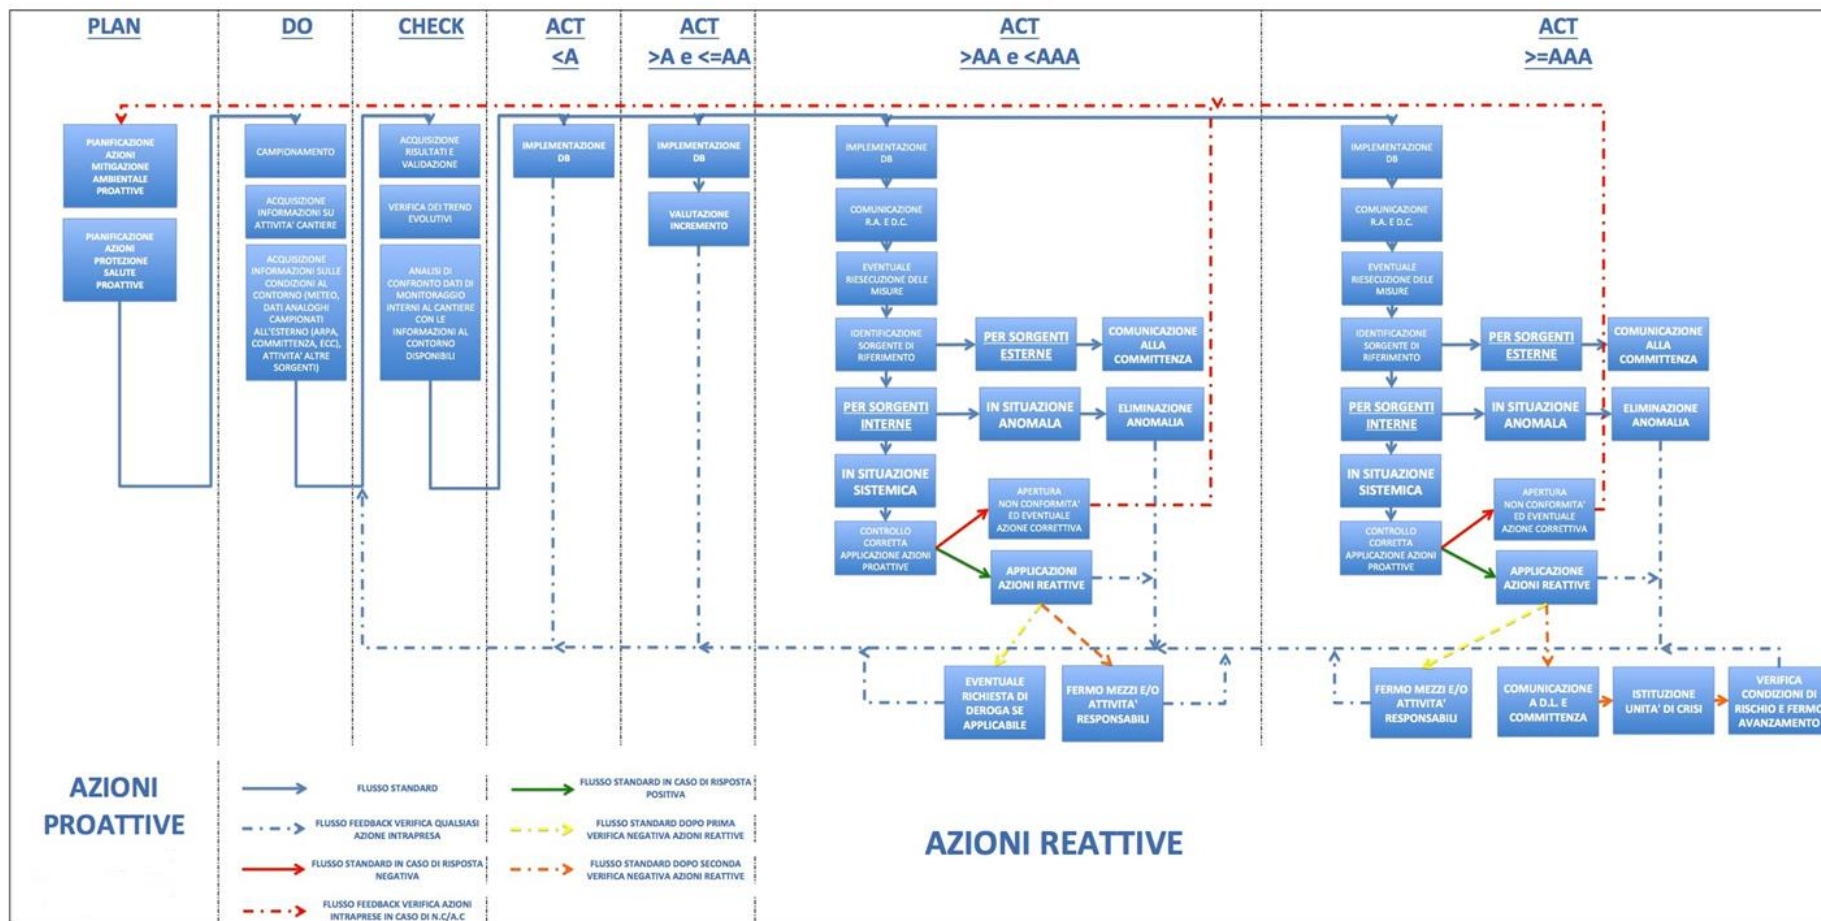 PLAN
DO
CHECK
ACT
<A
ACT
>A e <=AA
ACT
>AA e <AAA
ACT
>=AAA
PIANIFICAZIONE
AZIONI
MITIGAZIONE
AMBIENTALE
PROATTIVE
PIANIFICAZIONE
AZIONI
PROTEZIONE
SALUTE
PROATTIVE
CAMPIONAMENTO
ACQUISIZIONE
INFORMAZIONI SU
ATTIVITA' CANTIERE
ACQUISIZIONE
INFORMAZIONI SULLE
CONDIZIONI AL
CONTORNO (METEO,
DATI ANALOGHI
CAMPIONATI
ALL'ESTERNO (ARPA,
COMMITTENZA, ECC),
ATTIVITA' ALTRE
SORGENTI)
ACQUISIZIONE
RISULTATI E
VALIDAZIONE
VERIFICA DEI TREND
EVOLUTIVI
ANALISI DI
CONFRONTO DATI DI
MONITORAGGIO
INTERNI AL CANTIERE
CON LE
INFORMAZIONI AL
CONTORNO
DISPONIBILI
IMPLEMENTAZIONE
DB
IMPLEMENTAZIONE
DB
VALUTAZIONE
INCREMENTO
IMPLEMENTAZIONE
DB
COMUNICAZIONE
R.A. E D.C.
EVENTUALE
RIESECUZIONE DELE
MISURE
IDENTIFICAZIONE
SORGENTE DI
RIFERIMENTO
PER SORGENTI
ESTERNE
COMUNICAZIONE
ALLA
COMMITTENZA
PER SORGENTI
INTERNE
IN SITUAZIONE
ANOMALA
ELIMINAZIONE
ANOMALIA
IN SITUAZIONE
SISTEMICA
CONTROLLO
CORRETTA
APPLICAZIONE AZIONI
PROATTIVE
APERTURA
NON CONFORMITA'
ED EVENTUALE
AZIONE CORRETTIVA
APPLICAZIONI
AZIONI REATTIVE
EVENTUALE
RICHIESTA DI
DEROGA SE
APPLICABILE
FERMO MEZZI E/O
ATTIVITA'
RESPONSABILI
IMPLEMENTAZIONE
DB
COMUNICAZIONE
R.A. E D.C.
EVENTUALE
RIESECUZIONE DELE
MISURE
IDENTIFICAZIONE
SORGENTE DI
RIFERIMENTO
PER SORGENTI
ESTERNE
COMUNICAZIONE
ALLA
COMMITTENZA
PER SORGENTI
INTERNE
IN SITUAZIONE
ANOMALA
ELIMINAZIONE
ANOMALIA
IN SITUAZIONE
SISTEMICA
CONTROLLO
CORRETTA
APPLICAZIONE AZIONI
PROATTIVE
APERTURA
NON CONFORMITA'
ED EVENTUALE
AZIONE CORRETTIVA
APPLICAZIONE
AZIONI REATTIVE
FERMO MEZZI E/O
ATTIVITA'
RESPONSABILI
COMUNICAZIONE
A D.L. E
COMMITTENZA
ISTITUZIONE
UNITA' DI CRISI
VERIFICA
CONDIZIONI DI
RISCHIO E FERMO
AVANZAMENTO
AZIONI
PROATTIVE
FLUSSO STANDARD
FLUSSO FEEDBACK VERIFICA QUALSIASI
AZIONE INTRAPRESA
FLUSSO STANDARD IN CASO DI RISPOSTA
NEGATIVA
FLUSSO FEEDBACK VERIFICA AZIONI
INTRAPRESE IN CASO DI N.C/A.C
FLUSSO STANDARD IN CASO DI RISPOSTA
POSITIVA
FLUSSO STANDARD DOPO PRIMA
VERIFICA NEGATIVA AZIONI REATTIVE
FLUSSO STANDARD DOPO SECONDA
VERIFICA NEGATIVA AZIONI REATTIVE
AZIONI REATTIVE